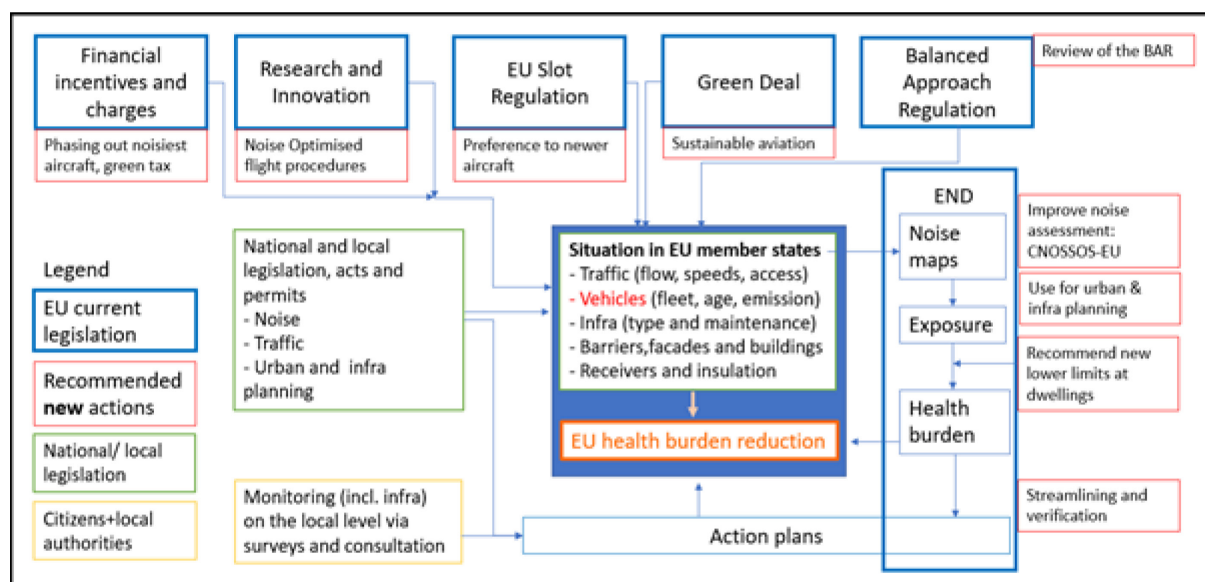 Financial
incentives and
charges
Phasing out noisiest
aircraft, green tax
Research and
Innovation
Noise Optimised
flight procedures
EU Slot
Regulation
Preference to newer
aircraft
Green Deal
Sustainable aviation
Balanced
Approach
Regulation
Review of the BAR
Legend
EU current
legislation
Recommended
new actions
National/ local
legislation
Citizens+local
authorities
National and local
legislation, acts and
permits
- Noise
- Traffic
- Urban and infra
planning
Monitoring (incl. infra)
on the local level via
surveys and consultation
Situation in EU member states
- Traffic (flow, speeds, access)
- Vehicles (fleet, age, emission)
- Infra (type and maintenance)
- Barriers,facades and buildings
- Receivers and insulation
EU health burden reduction
Action plans
END
Noise
maps
Exposure
Health
burden
Improve noise
assessment:
CNOSSOS-EU
Use for urban &
infra planning
Recommend new
lower limits at
dwellings
Streamlining and
verification